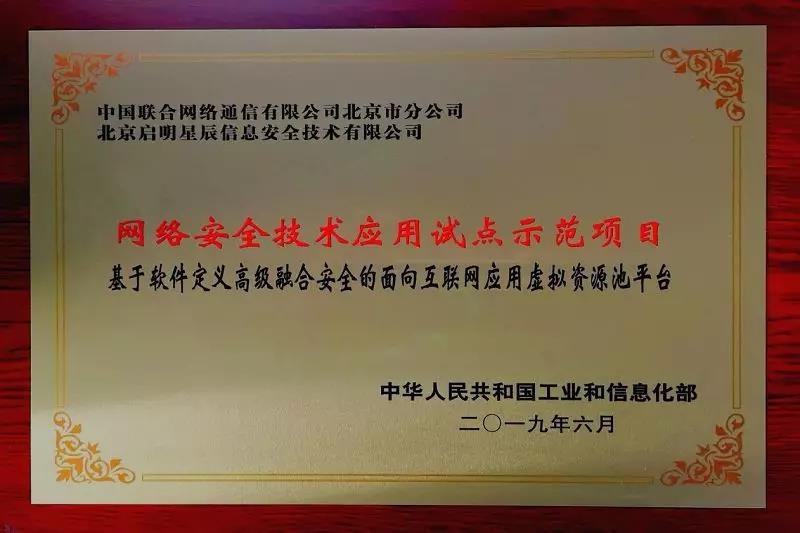 中国联合网络通信有限公司北京市分公司
北京启明星辰信息安全技术有限公司
网络安全技术应用试点示范项目
基于软件定义高级融合安全的面向互联网应用虚拟资源池平台
中华人民共和国工业和信息化部
二〇一九年六月